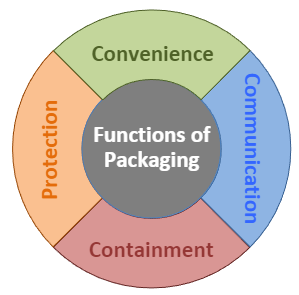 Convenience
Protection
Functions of
Packaging
Communication
Containment